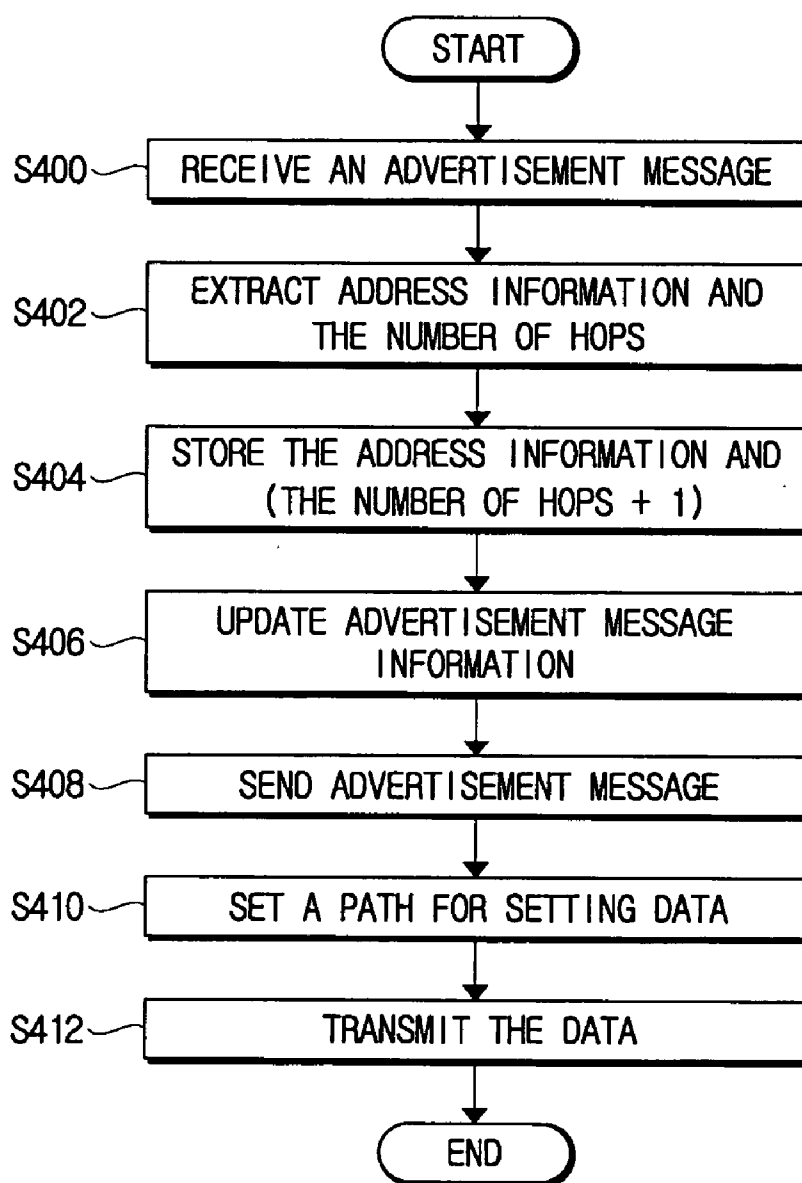 START
S400
RECEIVE AN ADVERTISEMENT MESSAGE
S402
EXTRACT ADDRESS INFORMATION AND
THE NUMBER OF HOPS
S404
STORE THE ADDRESS INFORMATION AND
(THE NUMBER OF HOPS + 1)
S406
UPDATE ADVERTISEMENT MESSAGE
INFORMATION
S408
SEND ADVERTISEMENT MESSAGE
S410
SET A PATH FOR SETTING DATA
S412
TRANSMIT THE DATA
END